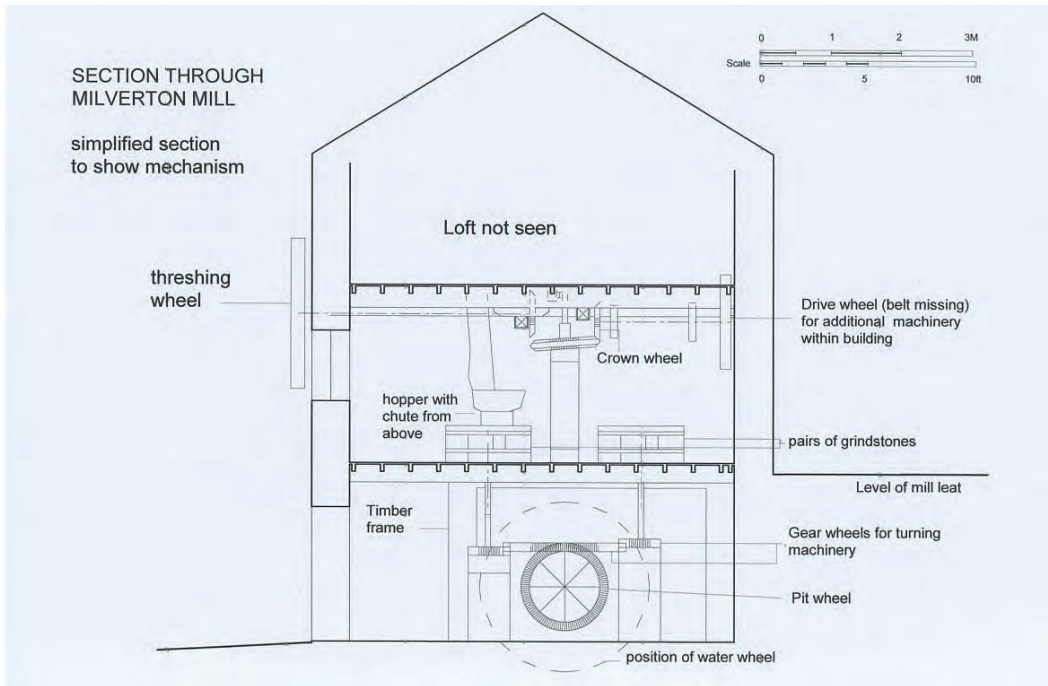 SECTION THROUGH
MILVERTON MILL
simplified section
to show mechanism
0 1 2 3M
Scale
0 5 10ft
Loft not seen
threshing
wheel
Drive wheel (belt missing)
for additional machinery
within building
Crown wheel
hopper with
chute from
above
pairs of grindstones
Level of mill leat
Timber
frame
Gear wheels for turning
machinery
Pit wheel
position of water wheel